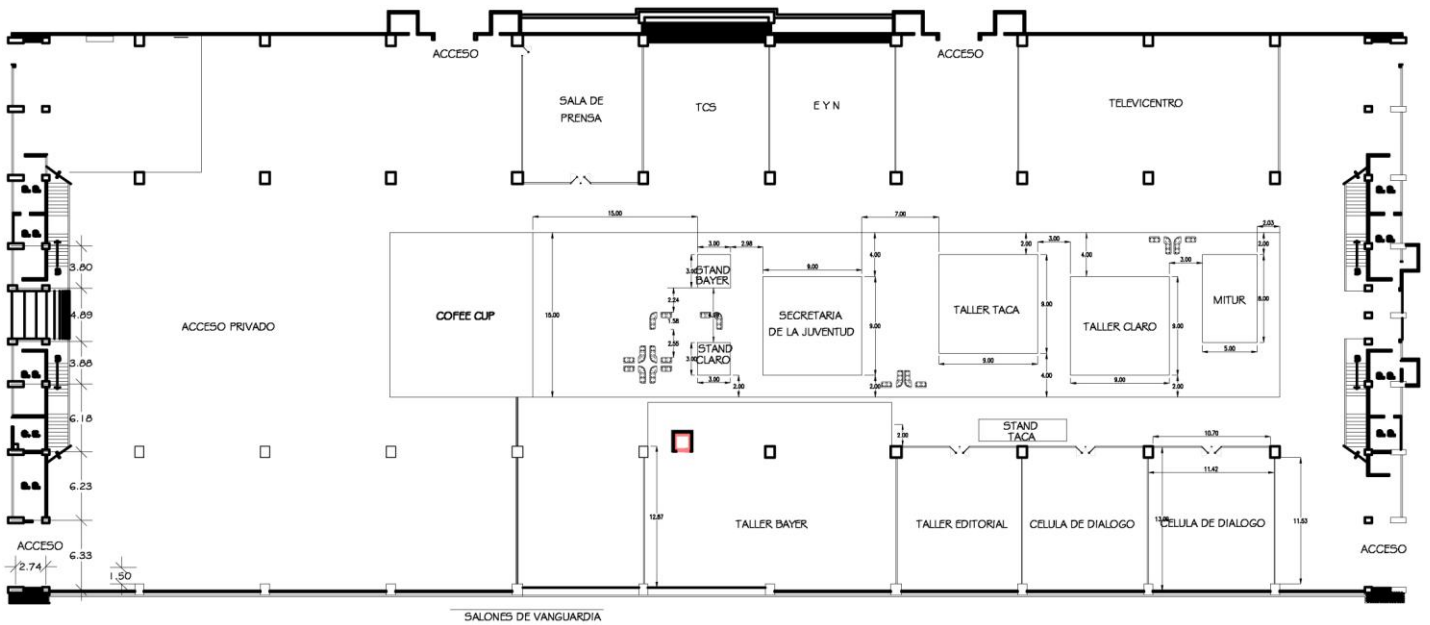 ACCESO
ACCESO
SALA DE
PRENSA
TCS
E Y N
TELEVICENTRO
15.00
7.00
2.03
3.00
2.98
9.00
4.00
2.00
3.00
4.00
3.00
2.00
3.00
STAND
BAYER
3.80
4.89
6.18
6.23
6.33
2.74
1.50
ACCESO PRIVADO
COFEE CUP
15.00
2.24
1.58
STAND
CLARO
3.00
3.00
2.00
SECRETARIA
DE LA JUVENTUD
9.00
2.00
TALLER TACA
9.00
9.00
4.00
TALLER CLARO
9.00
9.00
2.00
MITUR
8.00
5.00
STAND
TACA
2.00
10.70
11.42
12.87
11.53
TALLER BAYER
TALLER EDITORIAL
CELULA DE DIALOGO
CELULA DE DIALOGO
ACCESO
ACCESO
SALONES DE VANGUARDIA